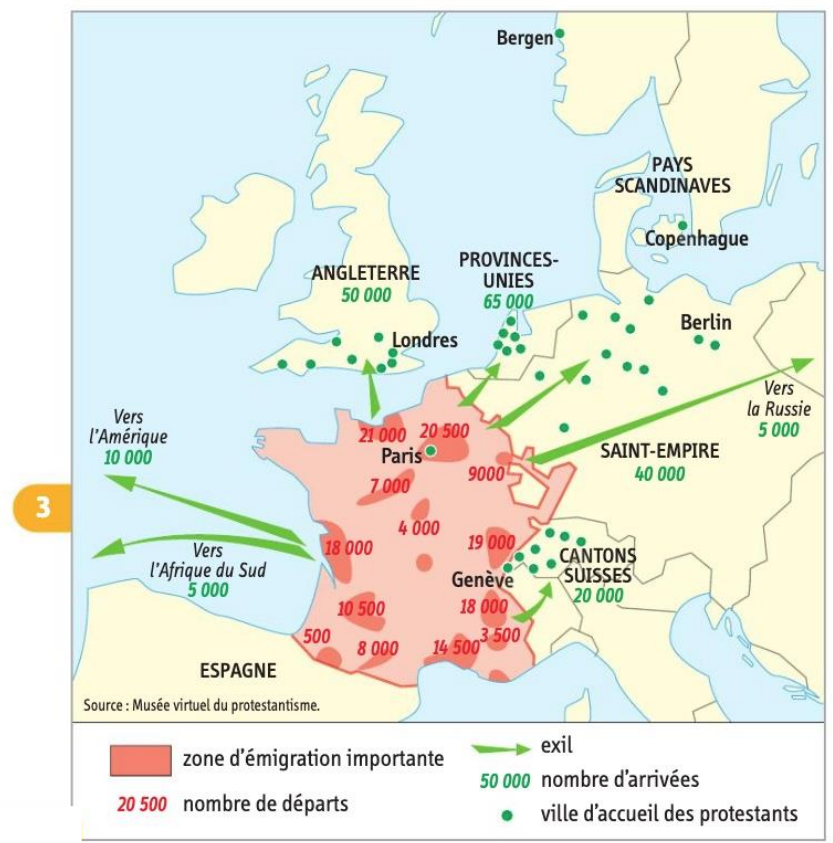 Bergen
PAYS
SCANDINAVES
Copenhague
PROVINCES-
UNIES
65 000
ANGLETERRE
50 000
Londres
Berlin
Vers
la Russie
5 000
Vers
l'Amérique
10 000
21 000
20 500
Paris
9000
SAINT-EMPIRE
40 000
7 000
3
4 000
18 000
19 000
Vers
l'Afrique du Sud
5 000
CANTONS
SUISSES
20 000
Genève
10 500
18 000
500
8 000
14 500
3 500
ESPAGNE
Source : Musée virtuel du protestantisme.
zone d'émigration importante
exil
20 500 nombre de départs
50 000 nombre d'arrivées
ville d'accueil des protestants